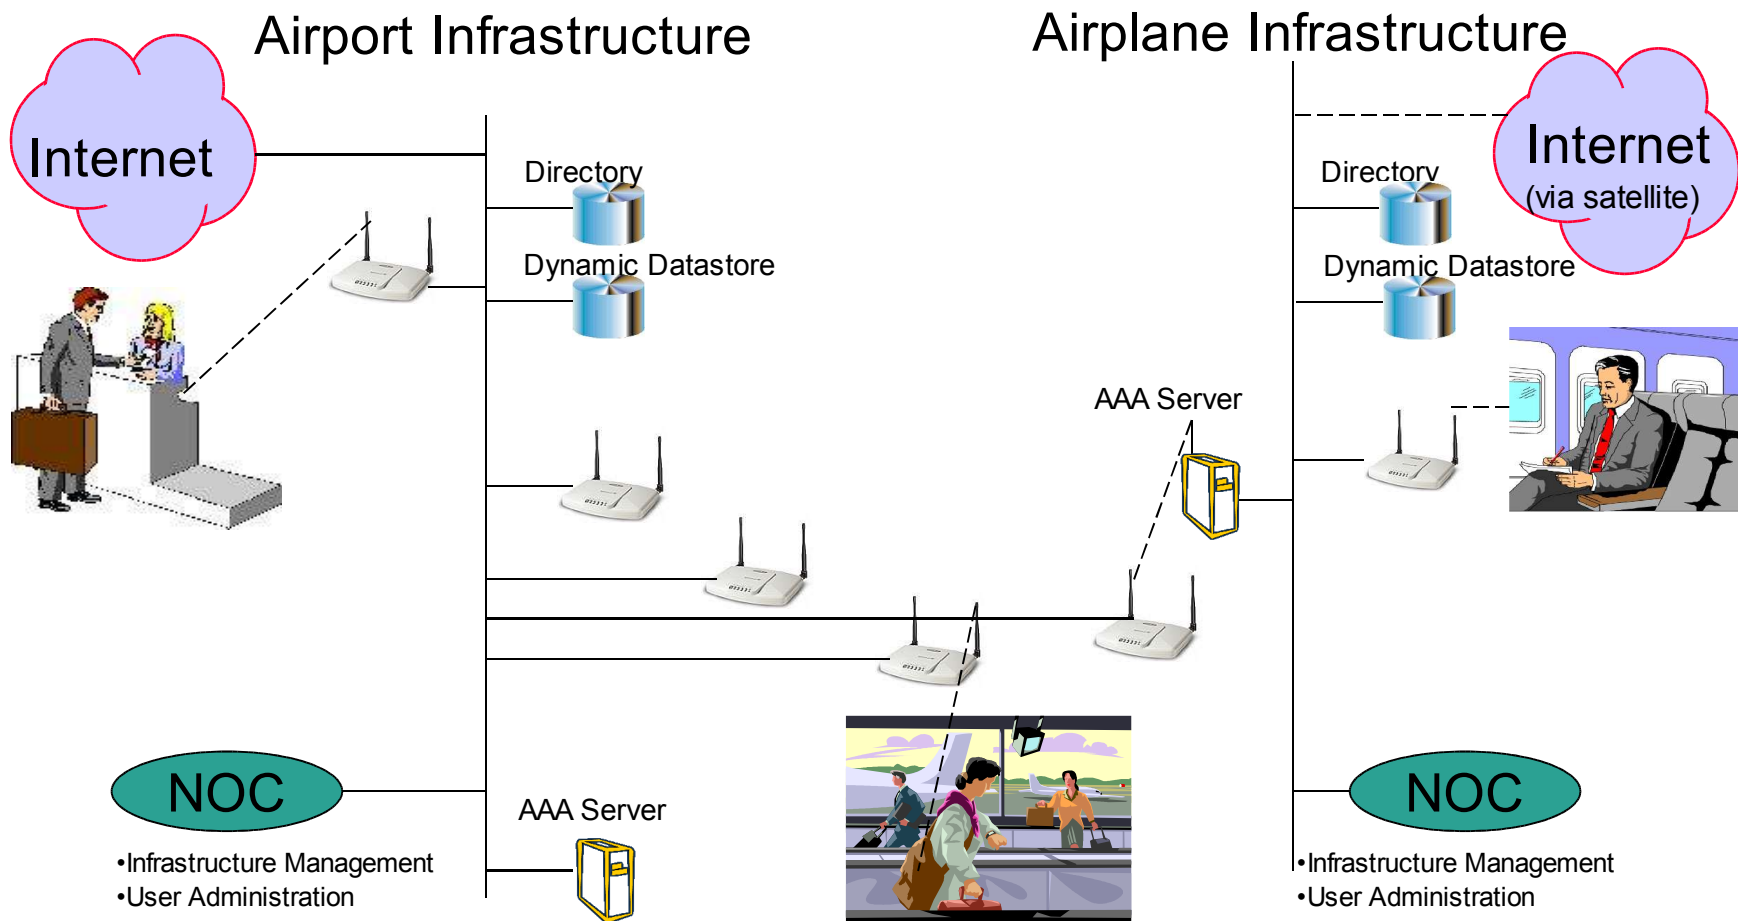 Airport Infrastructure
Airplane Infrastructure
Internet
Directory
Dynamic Datastore
Internet
(via satellite)
Directory
Dynamic Datastore
AAA Server
NOC
•Infrastructure Management
•User Administration
AAA Server
NOC
•Infrastructure Management
•User Administration